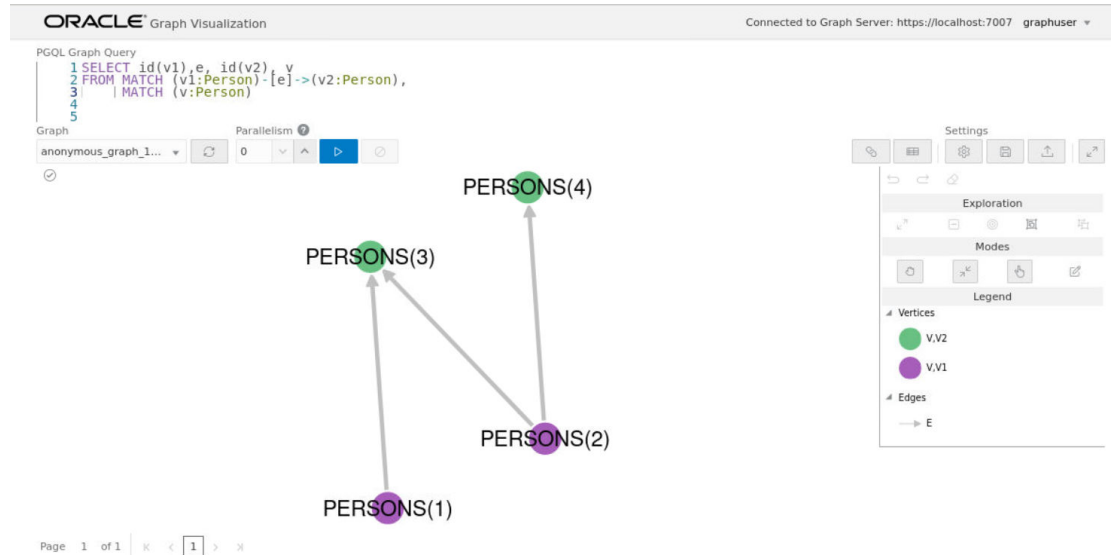 ORACLE® Graph Visualization
Connected to Graph Server: https://localhost:7007 graphuser
PGQL Graph Query
1 SELECT id(v1),e, id(v2), v
2 FROM MATCH (v1:Person)-[e]->(v2:Person),
3 MATCH (v:Person)
4
5
Graph
Parallelism ?
Settings
anonymous_graph_1...
0
PERSONS(4)
Exploration
PERSONS(3)
Modes
Legend
Vertices
V,V2
V,V1
Edges
E
PERSONS(2)
PERSONS(1)
Page 1 of 1 K < 1 > X